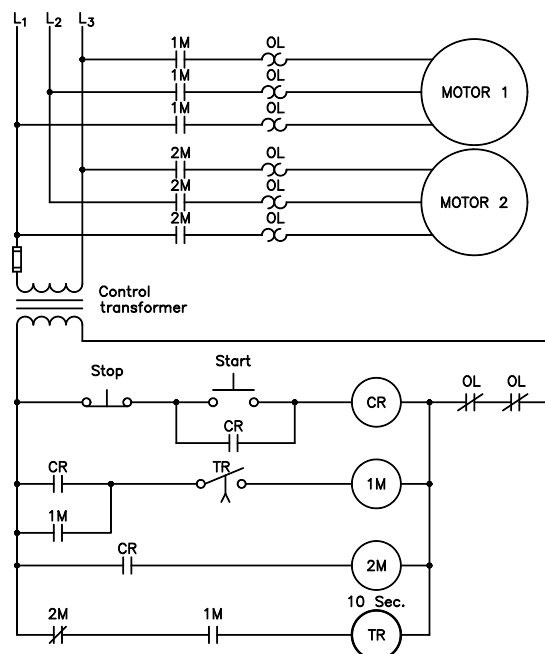 L1 L2 L3
1M OL
1M OL
MOTOR 1
1M OL
2M OL
2M OL
MOTOR 2
2M OL
Control
transformer
Stop
Start
CR
OL OL
CR
CR
TR
1M
1M
CR
2M
10 Sec.
2M
1M
TR